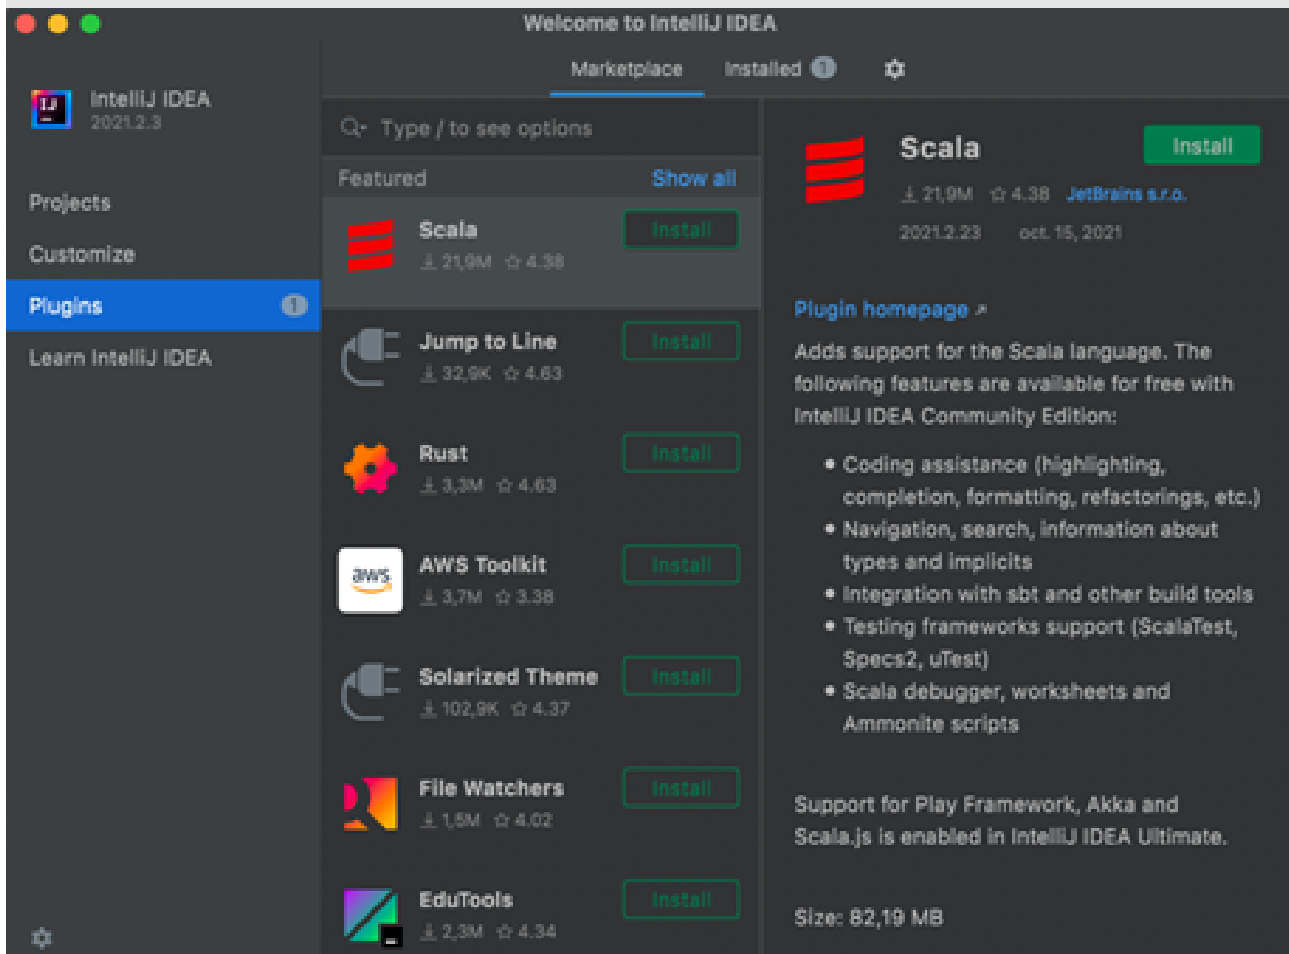 Welcome to IntelliJ IDEA
IntelliJ IDEA
2021.2.3
Projects
Customize
Plugins 1
Learn IntelliJ IDEA
Marketplace Installed 1
Type / to see options
Featured Show all
Scala Install
21,9M 4.38
Jump to Line Install
32,9K 4.63
Rust Install
3,3M 4.63
aws
AWS Toolkit Install
3,7M 3.38
Solarized Theme Install
102,9K 4.37
File Watchers Install
1,5M 4.02
EduTools Install
2,3M 4.34
Scala Install
21,9M 4.38 JetBrains s.r.o.
2021.2.23 oct. 15, 2021
Plugin homepage ↗
Adds support for the Scala language. The
following features are available for free with
IntelliJ IDEA Community Edition:
• Coding assistance (highlighting,
completion, formatting, refactorings, etc.)
• Navigation, search, information about
types and implicits
• Integration with sbt and other build tools
• Testing frameworks support (ScalaTest,
Specs2, uTest)
• Scala debugger, worksheets and
Ammonite scripts
Support for Play Framework, Akka and
Scala.js is enabled in IntelliJ IDEA Ultimate.
Size: 82,19 MB